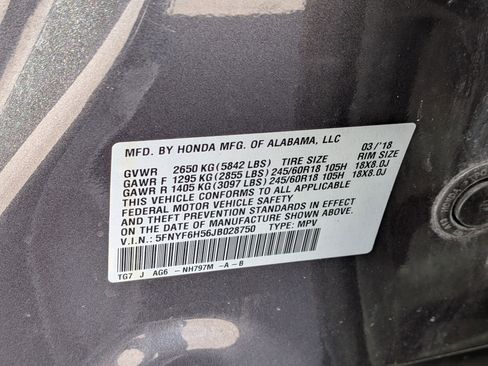 MFD. BY HONDA MFG. OF ALABAMA, LLC 03/'18
GVWR 2650 KG(5842 LBS) TIRE SIZE RIM SIZE
GAWR F 1295 KG(2855 LBS)245/60R18 105H 18X8.0J
GAWR R 1405 KG(3097 LBS)245/60R18 105H 18X8.0J
THIS VEHICLE CONFORMS TO ALL APPLICABLE
FEDERAL MOTOR VEHICLE SAFETY AND THEFT
PREVENTION STANDARDS IN EFFECT
ON THE DATE OF MANUFACTURE SHOWN ABOVE.
V.I.N.: 5FNYF6H56JB028750 TYPE: MPV
TG7 J AG6 -NH797M -A-B